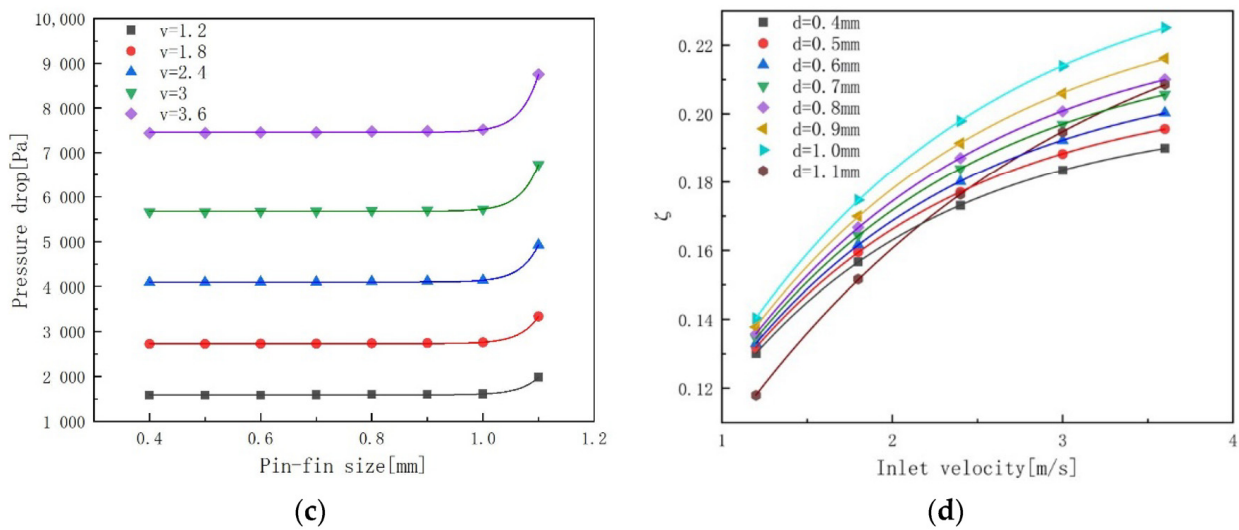 10,000
9 000
8 000
7 000
6 000
5 000
4 000
3 000
2 000
1 000
Pressure drop[Pa]
v=1.2
v=1.8
v=2.4
v=3
v=3.6
0.4
0.6
0.8
1.0
1.2
Pin-fin size[mm]
(c)
0.22
0.20
0.18
0.16
0.14
0.12
ζ
d=0.4mm
d=0.5mm
d=0.6mm
d=0.7mm
d=0.8mm
d=0.9mm
d=1.0mm
d=1.1mm
1
2
3
4
Inlet velocity[m/s]
(d)